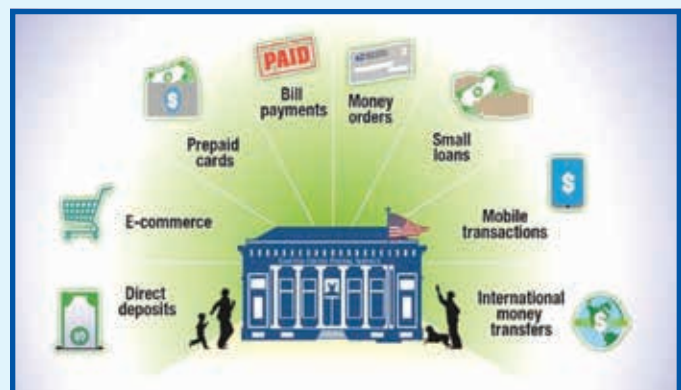 PAID
Bill
payments
Money
orders
Prepaid
cards
Small
loans
E-commerce
Mobile
transactions
Direct
deposits
International
money
transfers
$
$
$